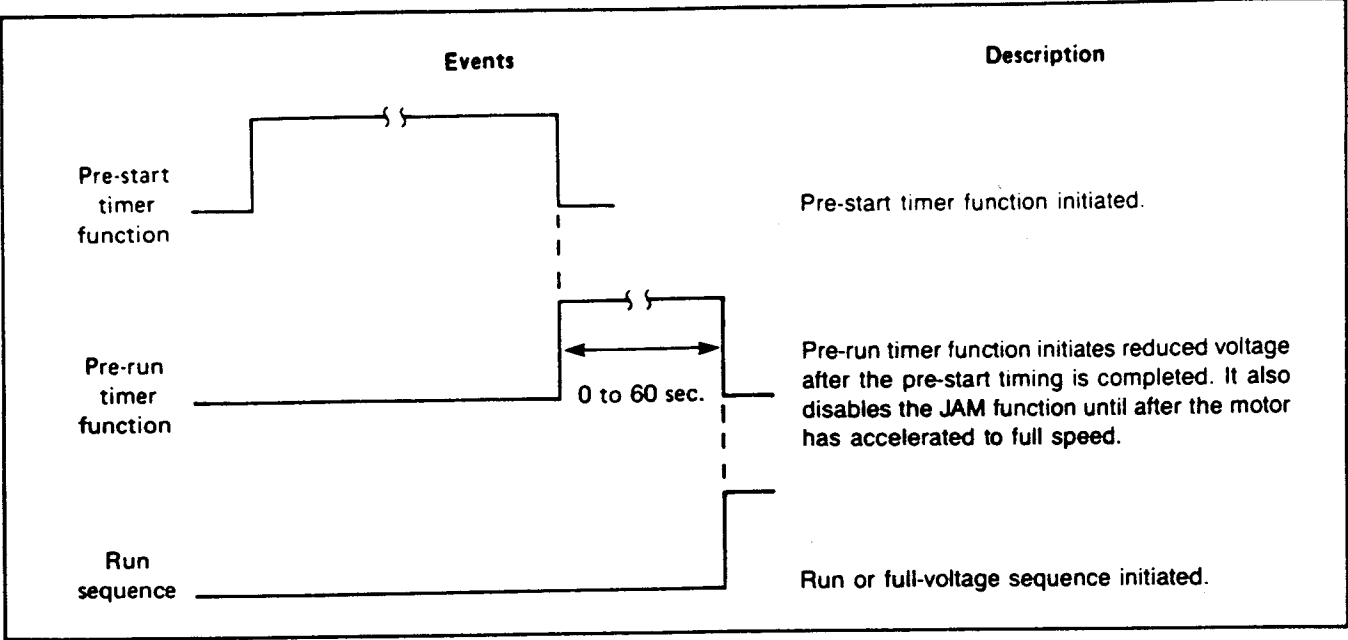 Events
Description
Pre-start
timer
function
Pre-start timer function initiated.
Pre-run
timer
function
0 to 60 sec.
Pre-run timer function initiates reduced voltage
after the pre-start timing is completed. It also
disables the JAM function until after the motor
has accelerated to full speed.
Run
sequence
Run or full-voltage sequence initiated.